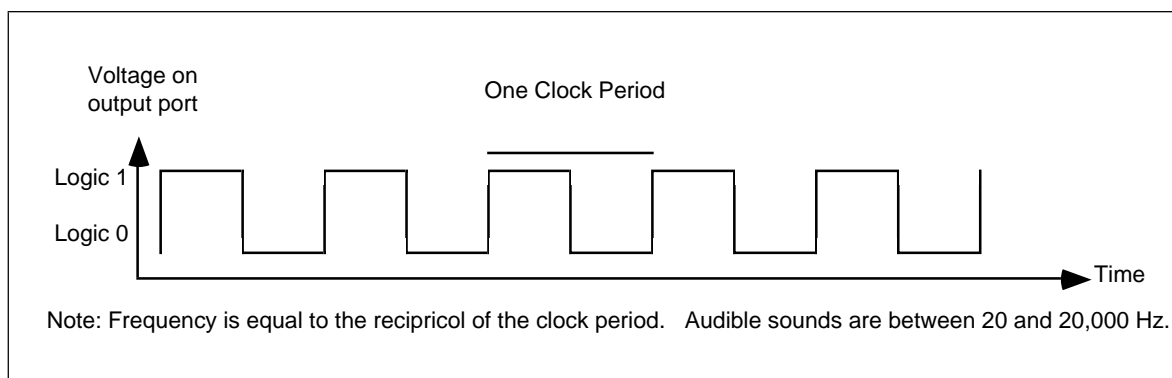 Voltage on
output port
One Clock Period
Logic 1
Logic 0
Time
Note: Frequency is equal to the recipricol of the clock period. Audible sounds are between 20 and 20,000 Hz.